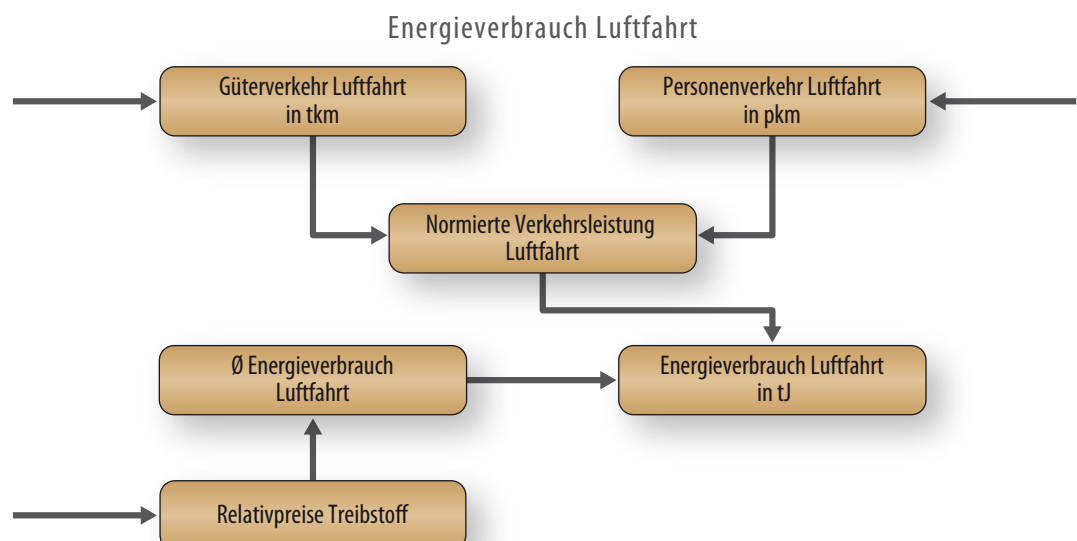 Energieverbrauch Luftfahrt
Güterverkehr Luftfahrt
in tkm
Personenverkehr Luftfahrt
in pkm
Normierte Verkehrsleistung
Luftfahrt
Ø Energieverbrauch
Luftfahrt
Energieverbrauch Luftfahrt
in tJ
Relativpreise Treibstoff